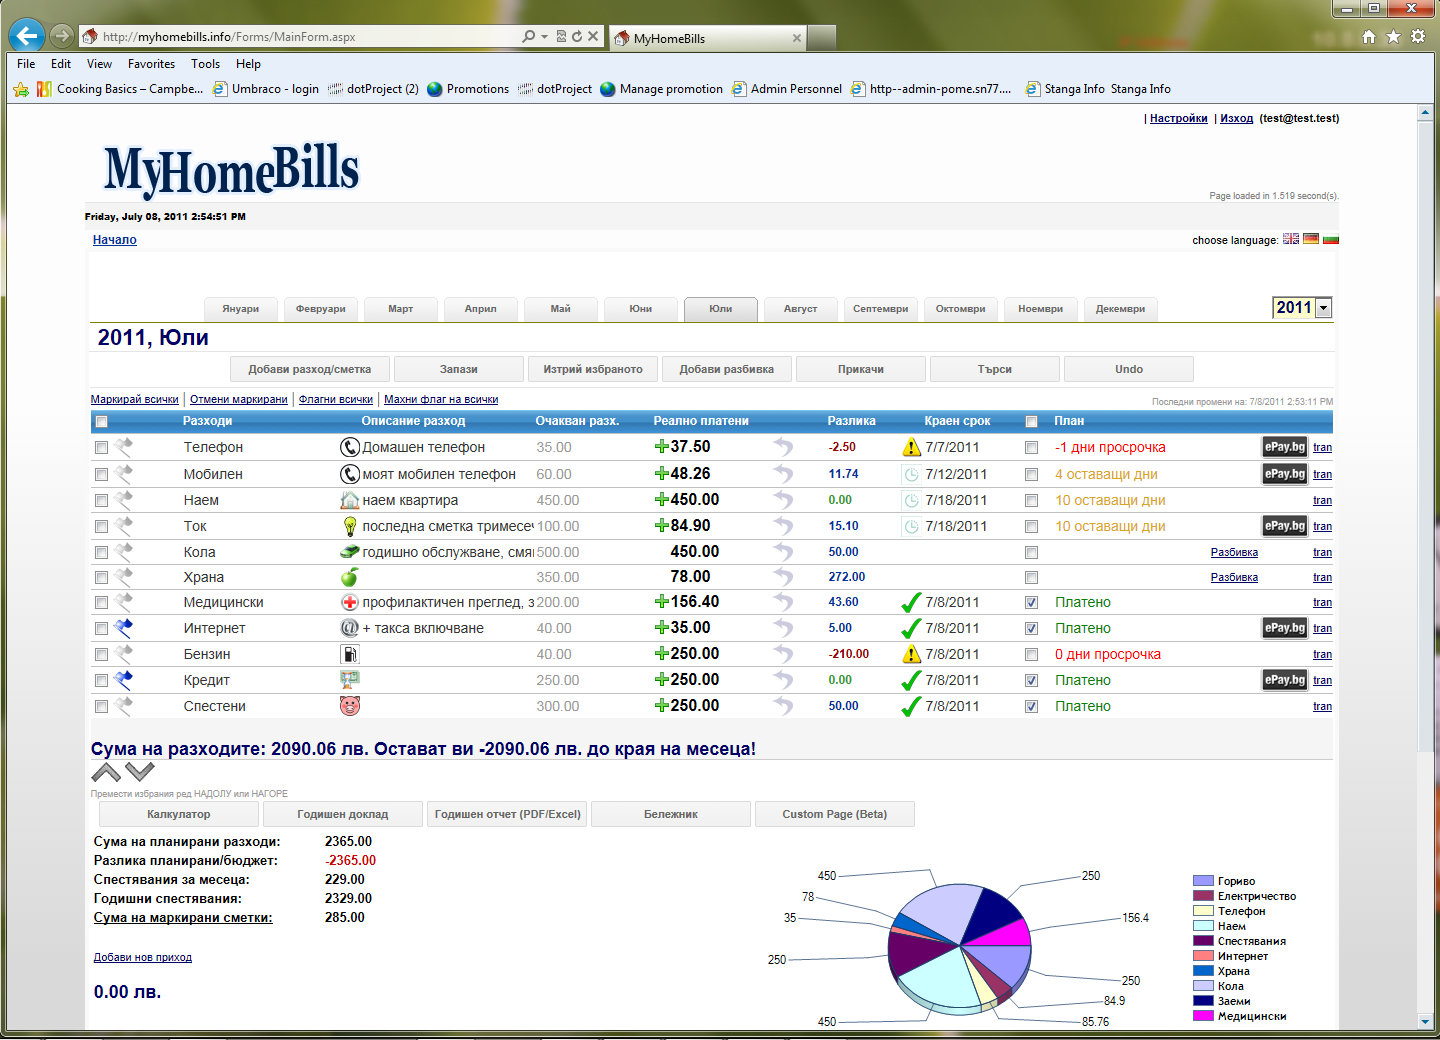 http://myhomebills.info/Forms/MainForm.aspx
MyHomeBills
File Edit View Favorites Tools Help
Cooking Basics – Campbe... Umbraco - login dotProject (2) Promotions dotProject Manage promotion Admin Personnel http--admin-pome.sn77.... Stanga Info Stanga Info
| Настройки | Изход (test@test.test)
MyHomeBills
Page loaded in 1.519 second(s).
Friday, July 08, 2011 2:54:51 PM
Начало
choose language:
Януари Февруари Март Април Май Юни Юли Август Септември Октомври Ноември Декември 2011
2011, Юли
Добави разход/сметка Запази Изтрий избраното Добави разбивка Прикачи Търси Undo
Маркирай всички | Отмени маркирани | Флагни всички | Махни флаг на всички
Последни промени на: 7/8/2011 2:53:11 PM
Разходи Описание разход Очакван разх. Реално платени Разлика Краен срок План
Телефон Домашен телефон 35.00 37.50 -2.50 7/7/2011 -1 дни просрочка ePay.bg tran
Мобилен моят мобилен телефон 60.00 48.26 11.74 7/12/2011 4 оставащи дни ePay.bg tran
Наем наем квартира 450.00 450.00 0.00 7/18/2011 10 оставащи дни tran
Ток последна сметка тримесеч 100.00 84.90 15.10 7/18/2011 10 оставащи дни ePay.bg tran
Кола годишно обслужване, смян 500.00 450.00 50.00 Разбивка tran
Храна 350.00 78.00 272.00 Разбивка tran
Медицински профилактичен преглед, з 200.00 156.40 43.60 7/8/2011 Платено tran
Интернет @ + такса включване 40.00 35.00 5.00 7/8/2011 Платено ePay.bg tran
Бензин 40.00 250.00 -210.00 7/8/2011 0 дни просрочка tran
Кредит 250.00 250.00 0.00 7/8/2011 Платено ePay.bg tran
Спестени 300.00 250.00 50.00 7/8/2011 Платено tran
Сума на разходите: 2090.06 лв. Остават ви -2090.06 лв. до края на месеца!
Премести избрания ред НАДОЛУ или НАГОРЕ
Калкулатор Годишен доклад Годишен отчет (PDF/Excel) Бележник Custom Page (Beta)
Сума на планирани разходи: 2365.00
Разлика планирани/бюджет: -2365.00
Спестявания за месеца: 229.00
Годишни спестявания: 2329.00
Сума на маркирани сметки: 285.00
Добави нов приход
0.00 лв.
450
78
35
250
450
250
156.4
250
84.9
85.76
Гориво
Електричество
Телефон
Наем
Спестявания
Интернет
Храна
Кола
Заеми
Медицински